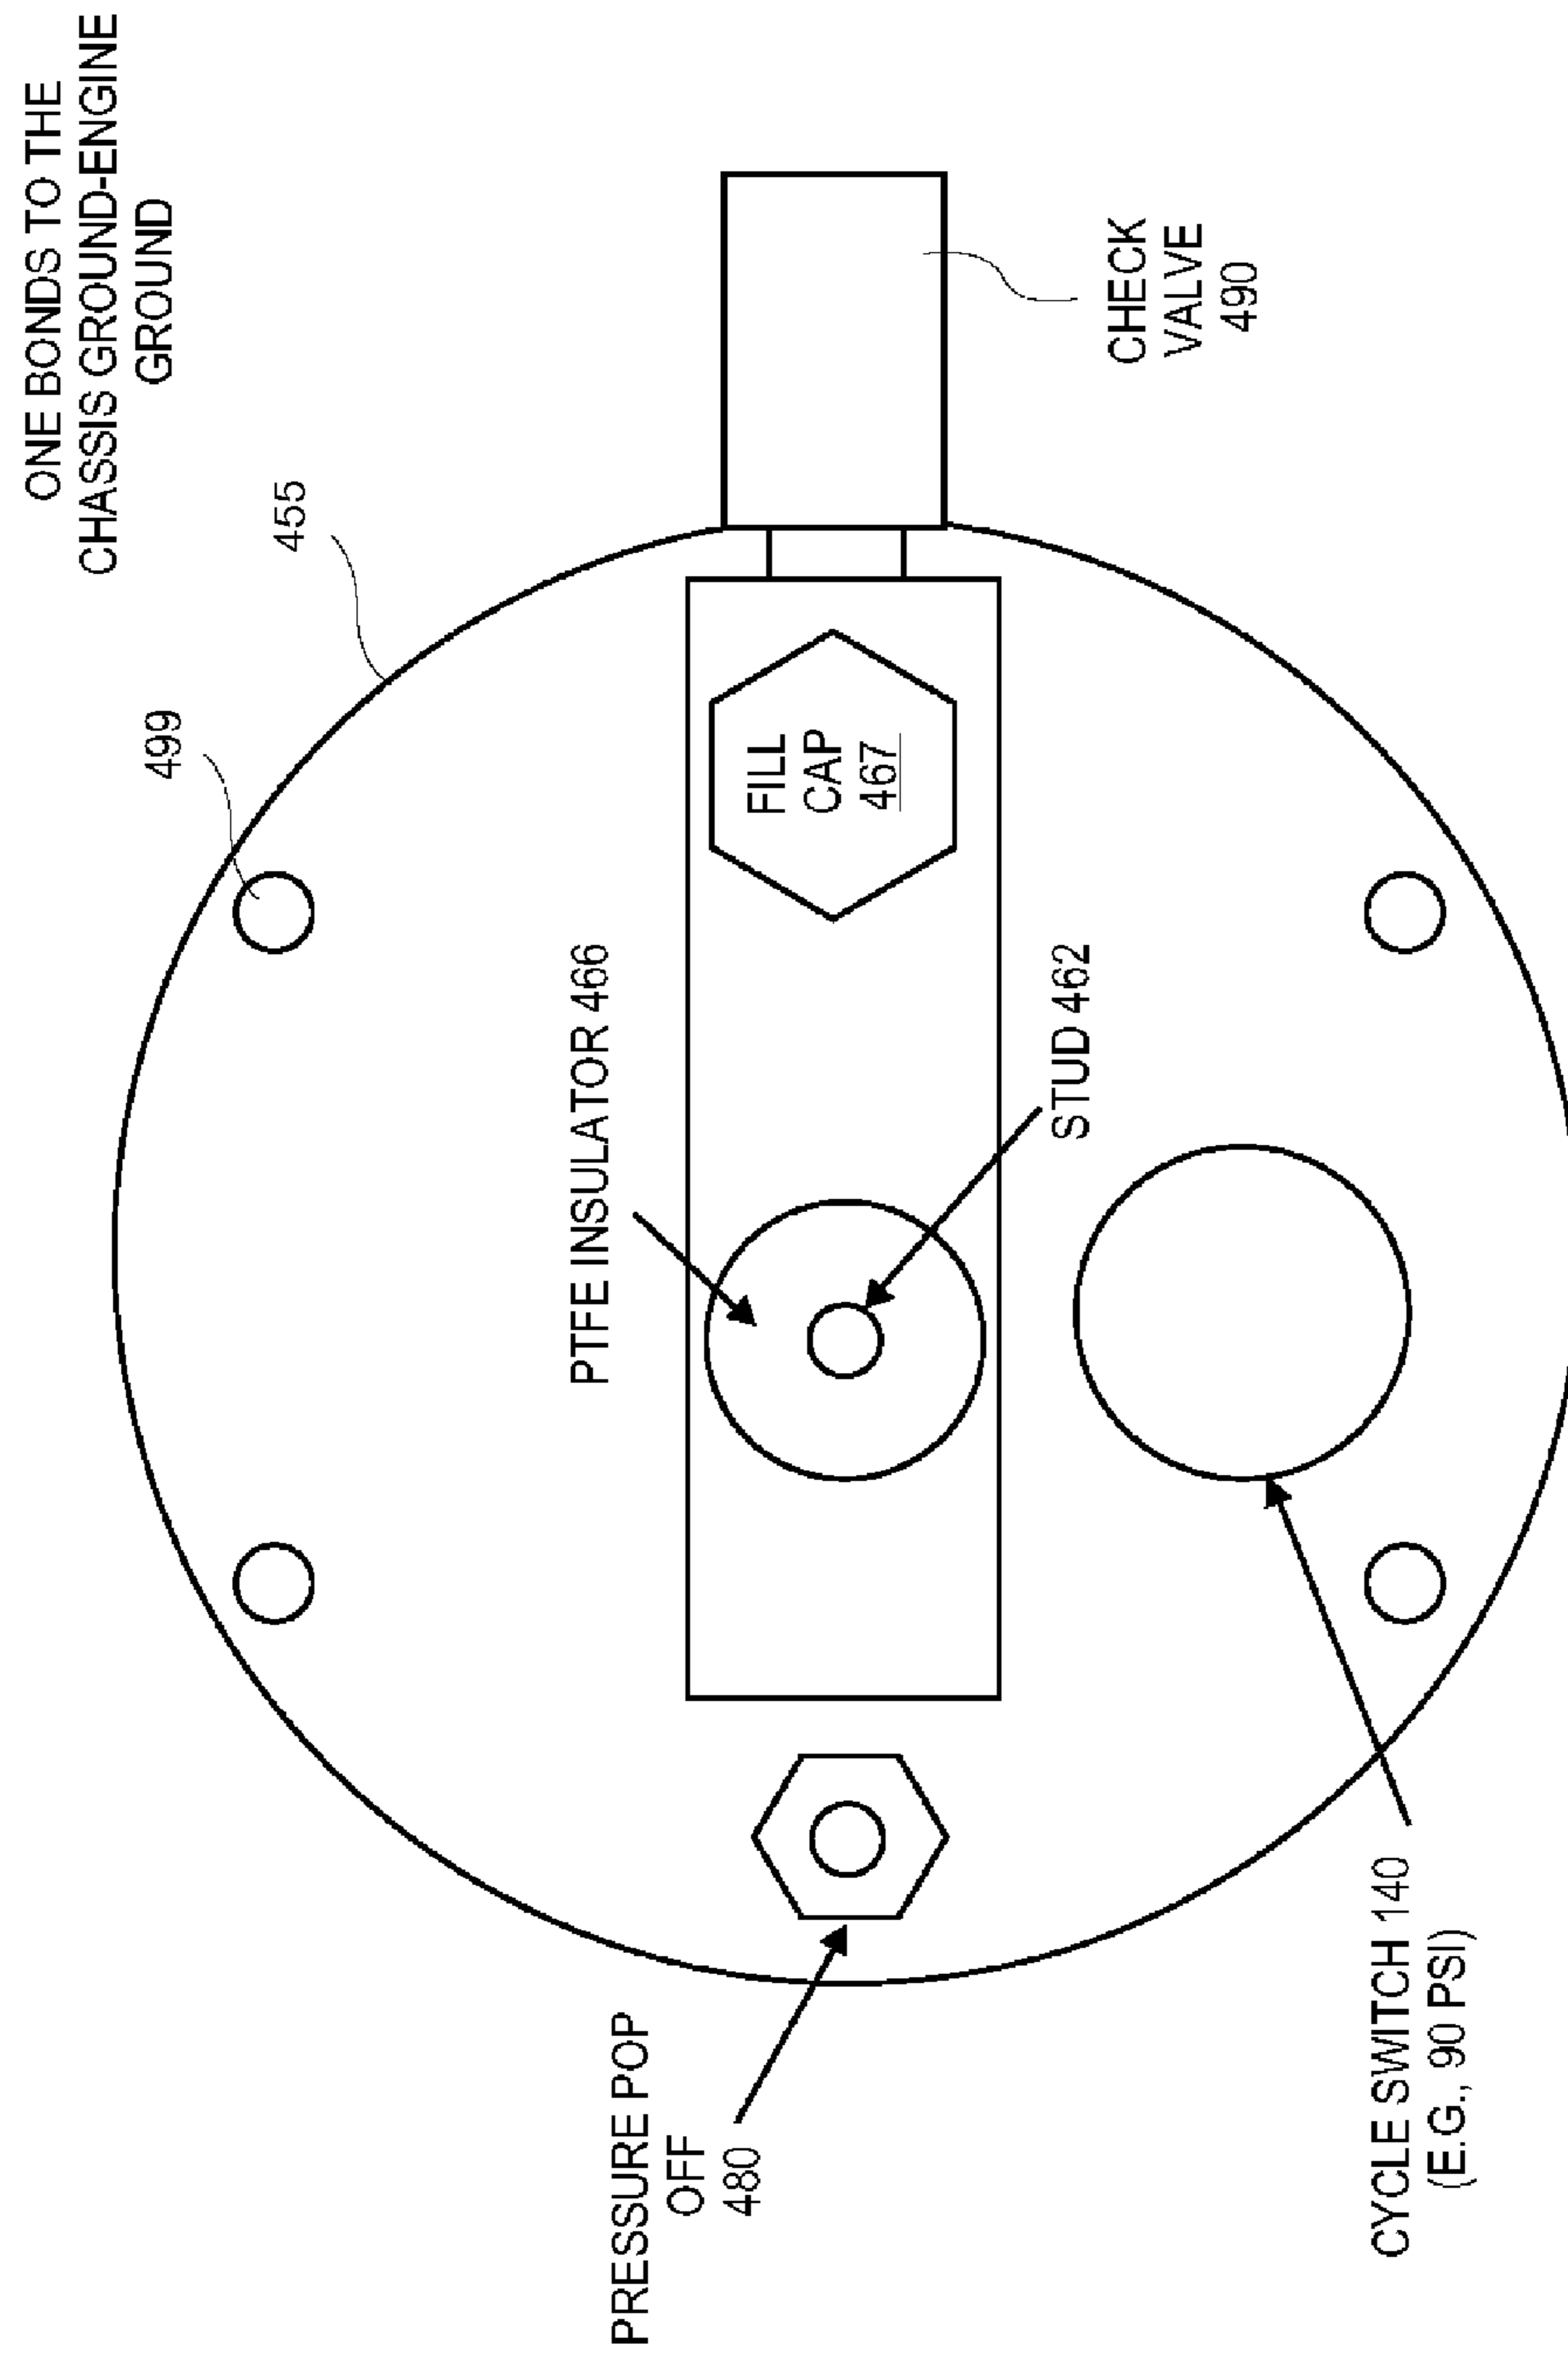 ONE BONDS TO THE
CHASSIS GROUND-ENGINE
GROUND
455
499
FILL
CAP
467
CHECK
VALVE
490
PTFE INSULATOR 466
STUD 462
PRESSURE POP
OFF
480
CYCLE SWITCH 140
(E.G., 90 PSI)